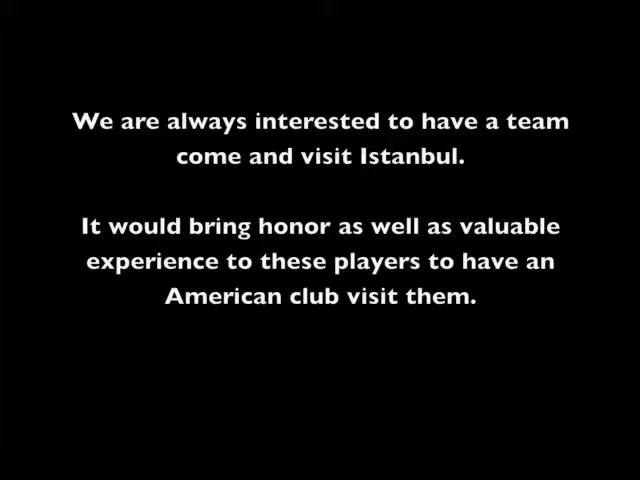 We are always interested to have a team
come and visit Istanbul.
It would bring honor as well as valuable
experience to these players to have an
American club visit them.